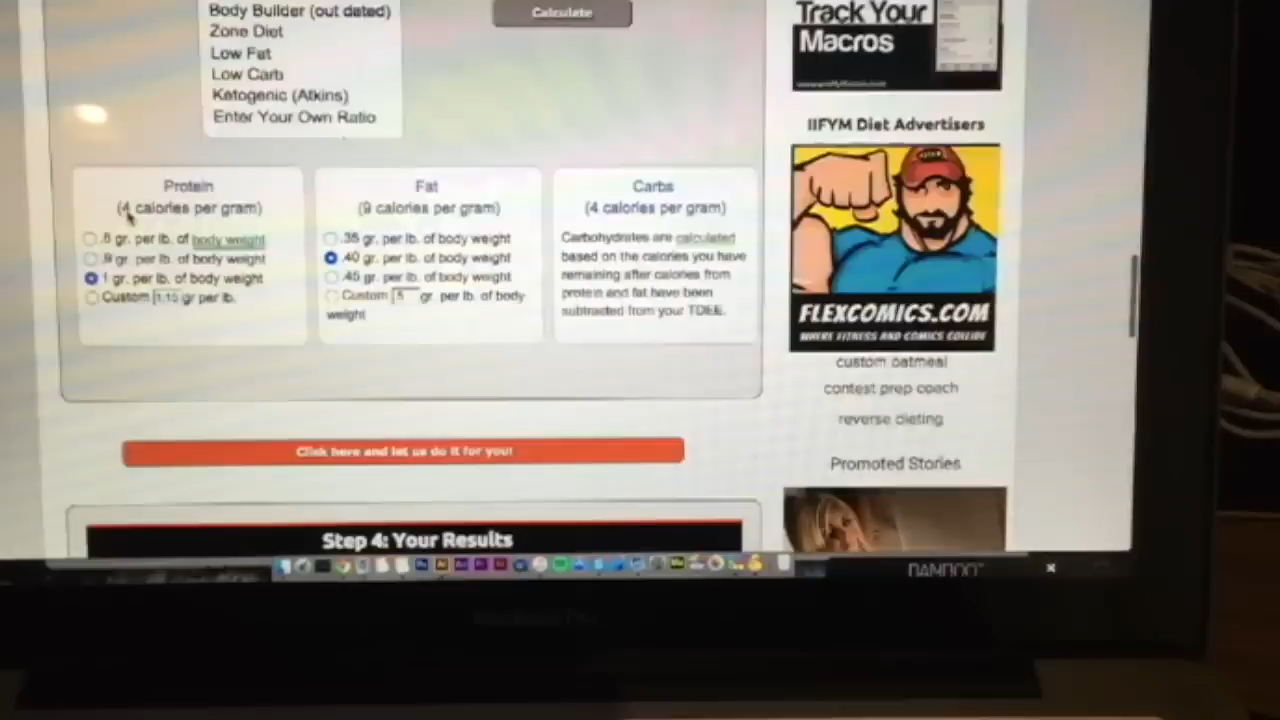 Body Builder (out dated)
Zone Diet
Low Fat
Low Carb
Ketogenic (Atkins)
Enter Your Own Ratio
Calculate
Track Your
Macros
IIFYM Diet Advertisers
Protein
(4 calories per gram)
gr. per lb. of body weight
.9 gr. per lb. of body weight
1 gr. per lb. of body weight
Custom 1.15 gr per lb.
Fat
(9 calories per gram)
.35 gr. per lb. of body weight
.40 gr. per lb. of body weight
.45 gr. per lb. of body weight
Custom .5 gr. per lb. of body
weight
Carbs
(4 calories per gram)
Carbohydrates are calculated
based on the calories you have
remaining after calories from
protein and fat have been
subtracted from your TDEE.
FLEXCOMICS.COM
WHERE FITNESS AND COMICS COLLIDE
custom oatmeal
contest prep coach
reverse dieting
Promoted Stories
Click here and let us do it for you!
Step 4: Your Results